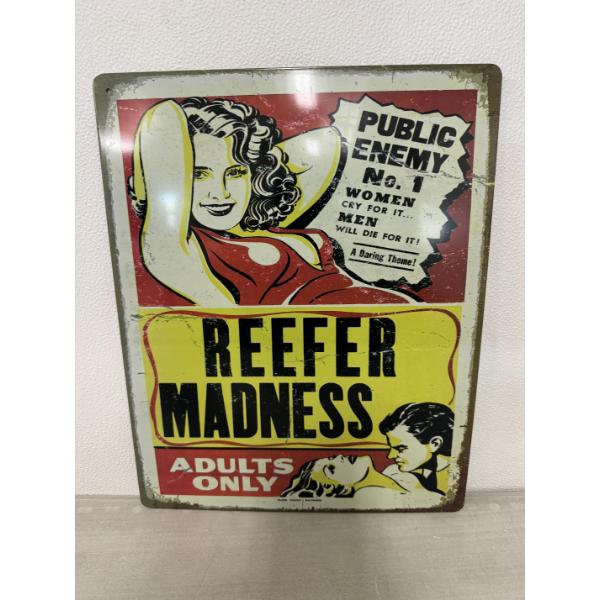 PUBLIC
ENEMY
No. 1
WOMEN
CRY FOR IT...
MEN
WILL DIE FOR IT!
A Daring Theme!
REEFER
MADNESS
ADULTS
ONLY